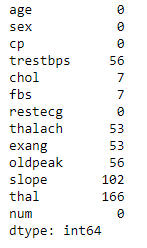 age 0
sex 0
cp 0
trestbps 56
chol 7
fbs 7
restecg 0
thalach 53
exang 53
oldpeak 56
slope 102
thal 166
num 0
dtype: int64